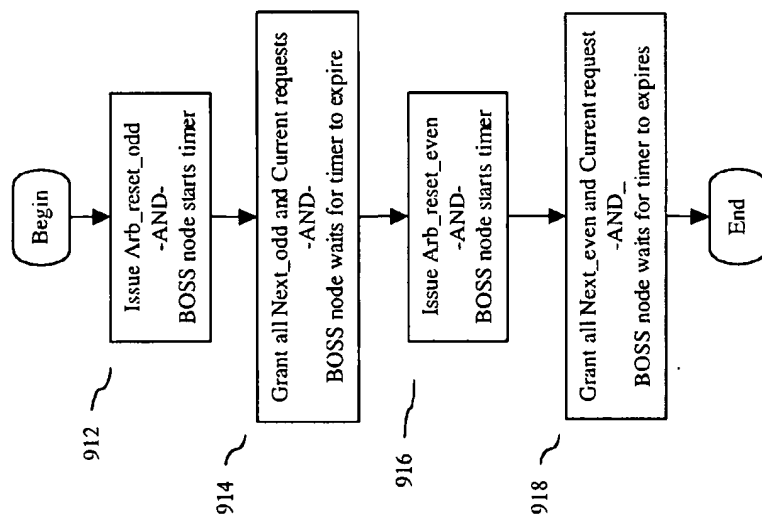 Begin
912
Issue Arb_reset_odd
-AND-
BOSS node starts timer
914
Grant all Next_odd and Current requests
-AND-
BOSS node waits for timer to expire
916
Issue Arb_reset_even
-AND-
BOSS node starts timer
918
Grant all Next_even and Current request
-AND_
BOSS node waits for timer to expires
End